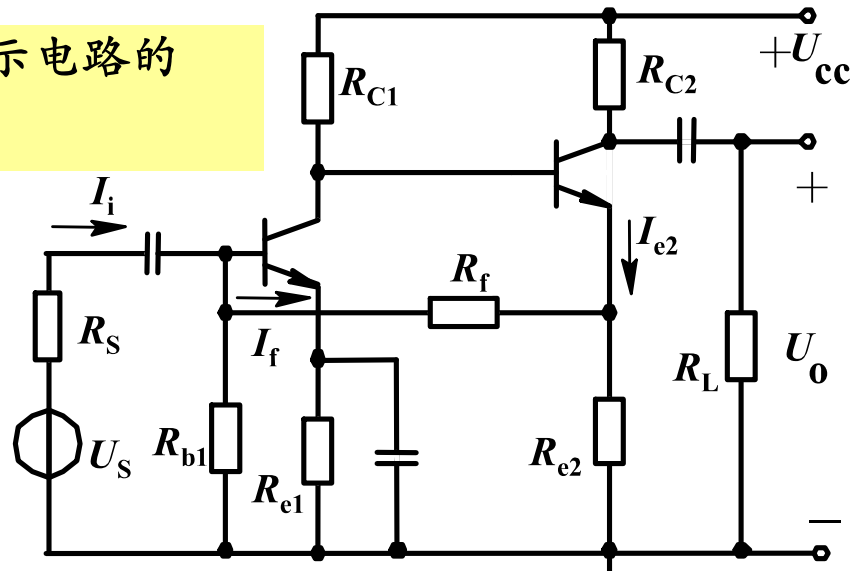 示电路的
RC1
RC2
+Ucc
+
Ii
Ie2
Rf
RS
If
RL
Uo
Rb1
US
Re1
Re2
−